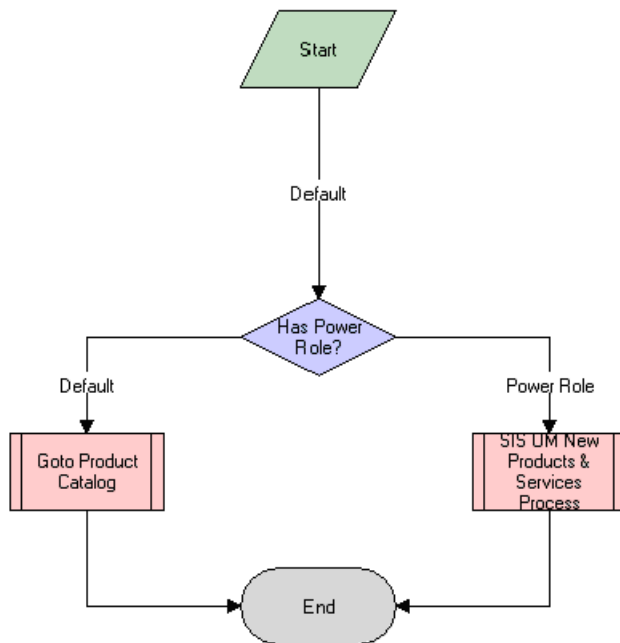 Start
Default
Has Power
Role?
Default
Power Role
Goto Product
Catalog
SIS OM New
Products &
Services
Process
End